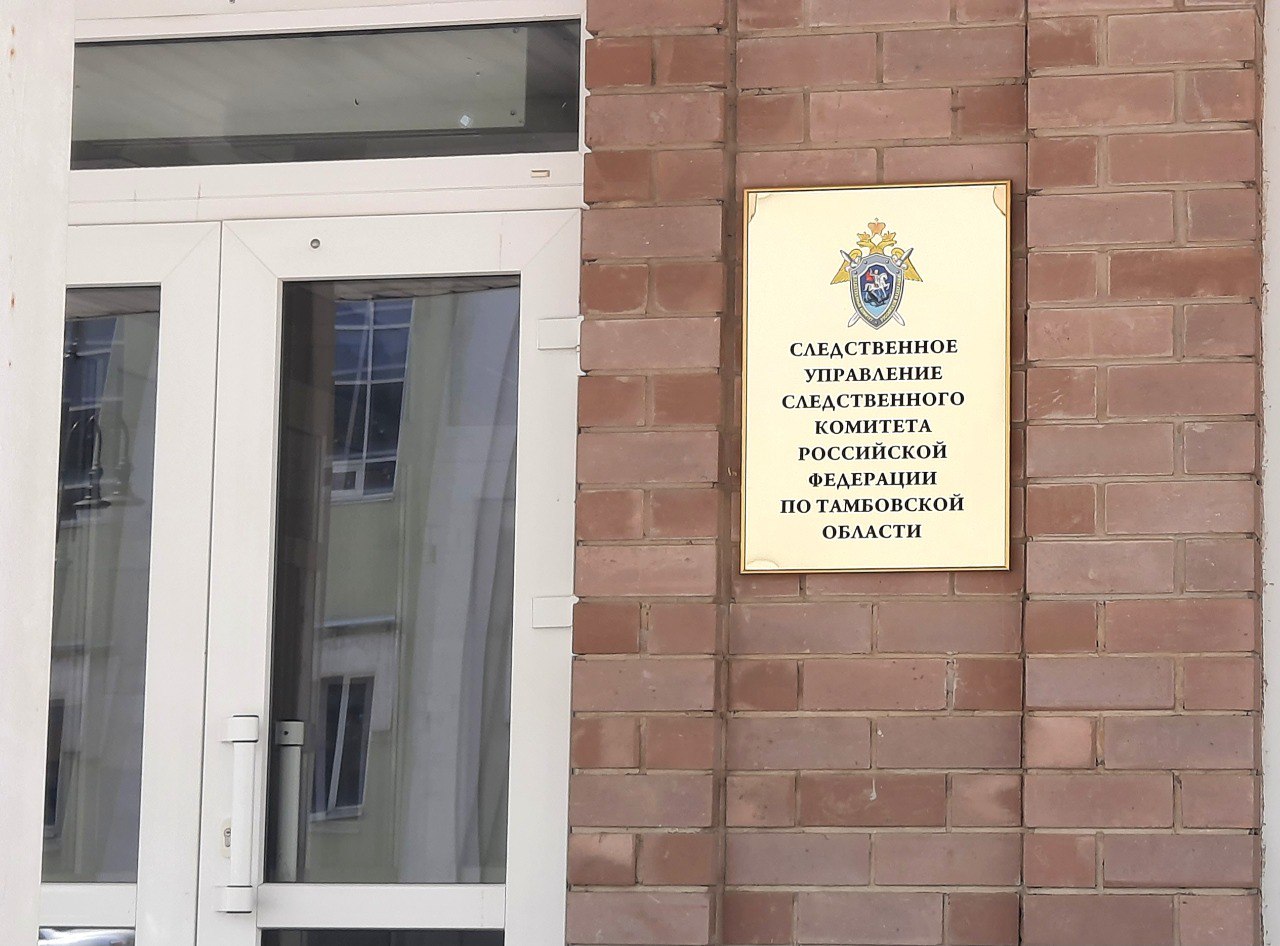 СЛЕДСТВЕННОЕ
УПРАВЛЕНИЕ
СЛЕДСТВЕННОГО
КОМИТЕТА
РОССИЙСКОЙ
ФЕДЕРАЦИИ
ПО ТАМБОВСКОЙ
ОБЛАСТИ